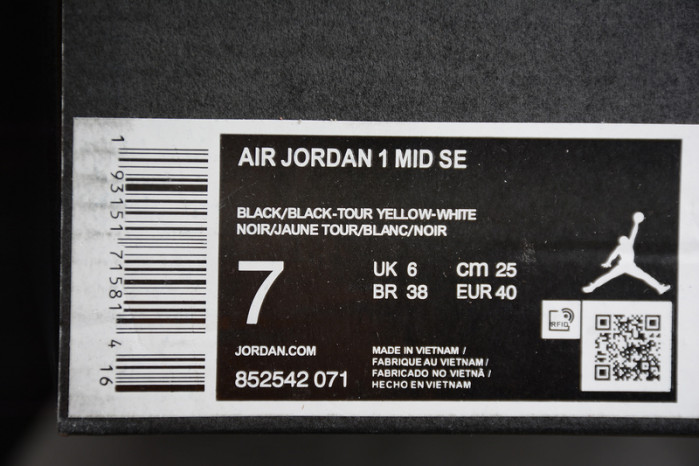 1 93151 71581 4 16
AIR JORDAN 1 MID SE
BLACK/BLACK-TOUR YELLOW-WHITE
NOIR/JAUNE TOUR/BLANC/NOIR
7
UK 6 cm 25
BR 38 EUR 40
RFID
JORDAN.COM
852542 071
MADE IN VIETNAM /
FABRIQUE AU VIETNAM /
FABRICADO NO VIETNÃ /
HECHO EN VIETNAM